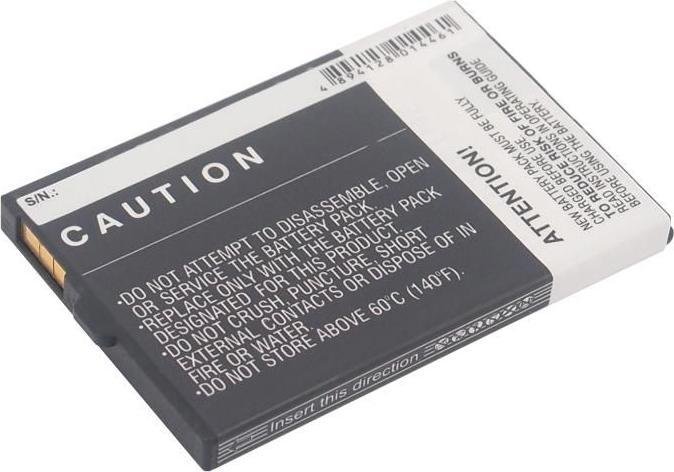 S/N.:
4894128014461
CAUTION
·DO NOT ATTEMPT TO DISASSEMBLE, OPEN
OR SERVICE THE BATTERY PACK.
·REPLACE ONLY WITH THE BATTERY PACK
DESIGNATED FOR THIS PRODUCT.
·DO NOT CRUSH, PUNCTURE, SHORT
EXTERNAL CONTACTS OR DISPOSE OF IN
FIRE OR WATER.
·DO NOT STORE ABOVE 60°C (140°F).
Insert this direction
ATTENTION!
NEW BATTERY PACK MUST BE FULLY
CHARGED BEFORE USE.
TO REDUCE RISK OF FIRE OR BURNS
READ INSTRUCTIONS IN OPERATING GUIDE
BEFORE USING THE BATTERY